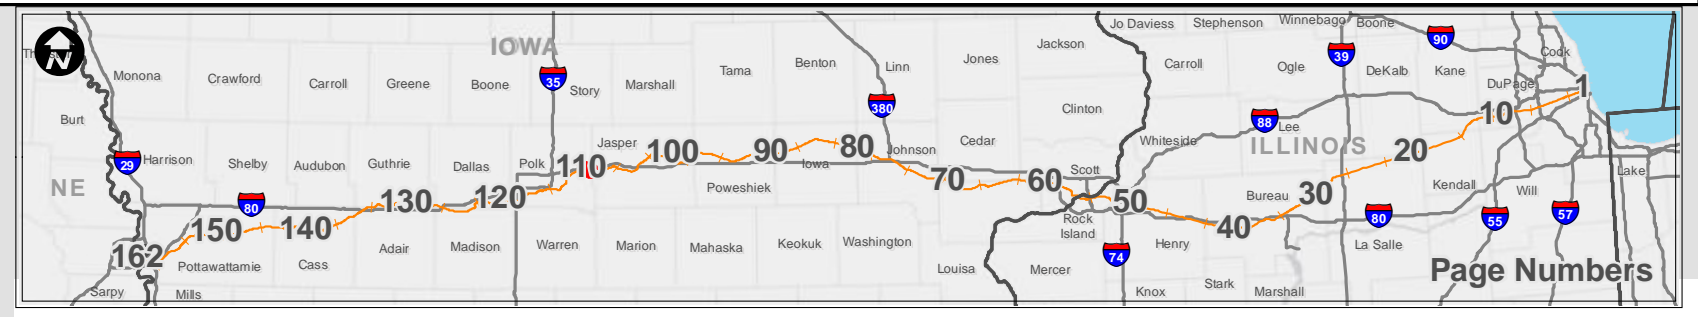 Jo Daviess Stephenson Winnebago Boone
IOWA 90
Jackson 39 Cook
N Monona Crawford Carroll Greene Boone 35 Story Marshall Tama Benton Linn Jones Carroll Ogle DeKalb Kane
DuPage 1
380 Clinton
Burt 88 Lee 10
Jasper Cedar Whiteside ILLINOIS
29 Harrison Shelby Audubon Guthrie Dallas Polk 110 100 90 Iowa 80 Johnson Scott 20 Lake
NE 80 120 130 Poweshiek 70 60 50 Bureau 30 Kendall Will
162 150 140 Rock
Island 40 80 55 57
Pottawattamie Cass Adair Madison Warren Marion Mahaska Keokuk Washington 74 Henry La Salle
Louisa Mercer Page Numbers
Sarpy Mills Knox Stark Marshall